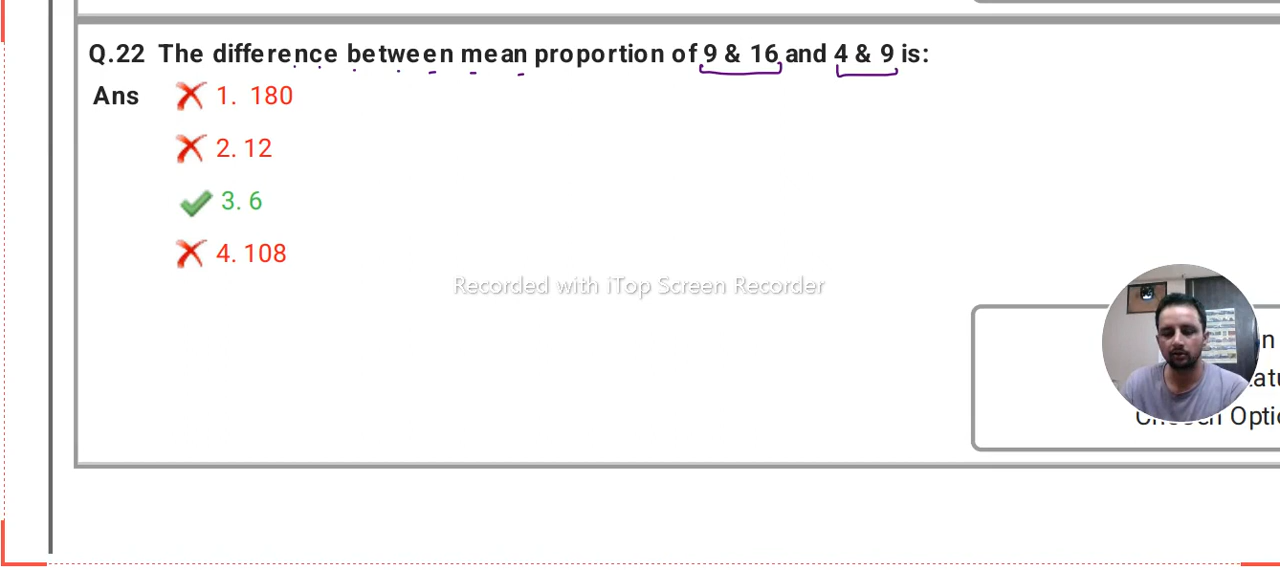 Q.22 The difference between mean proportion of 9 & 16 and 4 & 9 is:
Ans 1. 180
2. 12
3. 6
4. 108
Recorded with iTop Screen Recorder